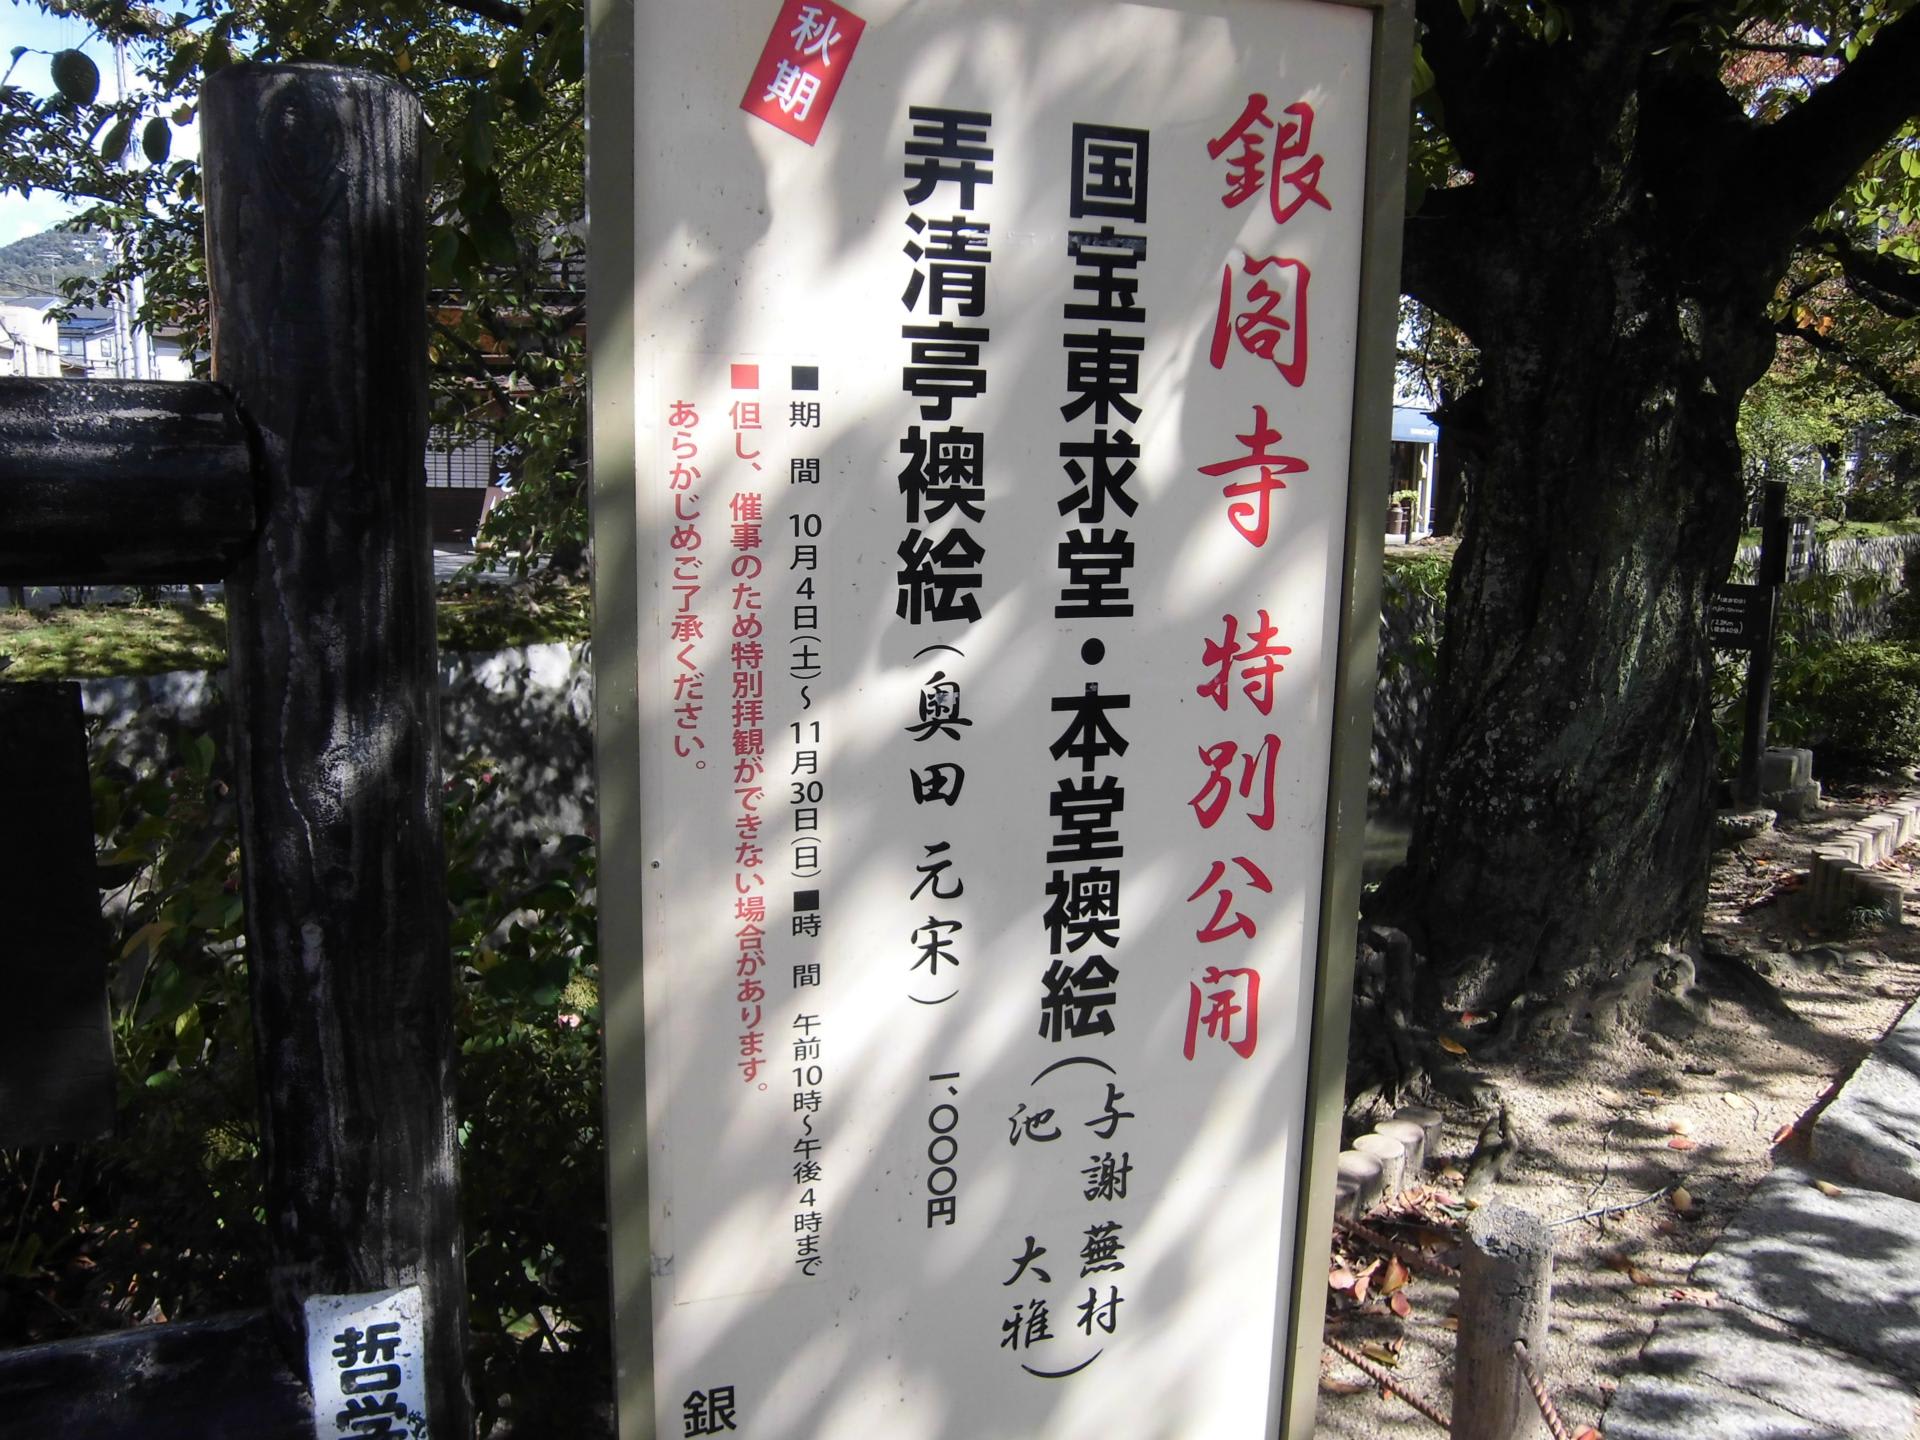 銀閣寺 特別公開
国宝東求堂・本堂襖絵（与謝蕪村 池大雅）
弄清亭襖絵（奥田元宋） 一、〇〇〇円
秋期
■期 間 10月4日(土)～11月30日(日)■時 間 午前10時～午後4時まで
■但し、催事のため特別拝観ができない場合があります。
あらかじめご了承ください。
銀
哲学